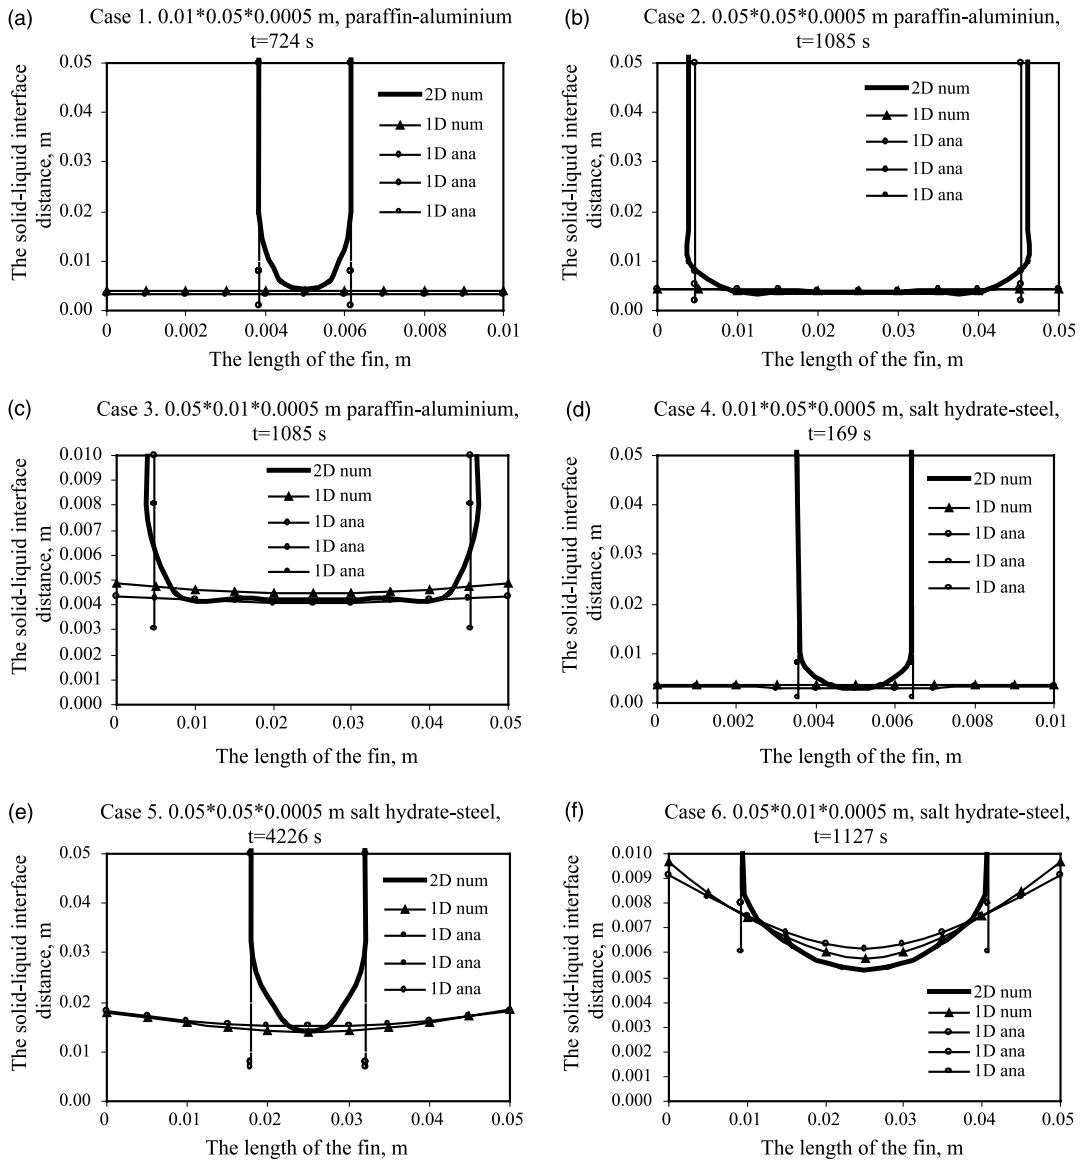 (a)
Case 1. 0.01*0.05*0.0005 m, paraffin-aluminium
t=724 s
The solid-liquid interface
distance, m
0.05
0.04
0.03
0.02
0.01
0.00
2D num
1D num
1D ana
1D ana
1D ana
0
0.002
0.004
0.006
0.008
0.01
The length of the fin, m
(b)
Case 2. 0.05*0.05*0.0005 m paraffin-aluminiun,
t=1085 s
The solid-liquid interface
distance, m
0.05
0.04
0.03
0.02
0.01
0.00
2D num
1D num
1D ana
1D ana
1D ana
0
0.01
0.02
0.03
0.04
0.05
The length of the fin, m
(c)
Case 3. 0.05*0.01*0.0005 m paraffin-aluminium,
t=1085 s
The solid-liquid interface
distance, m
0.010
0.009
0.008
0.007
0.006
0.005
0.004
0.003
0.002
0.001
0.000
2D num
1D num
1D ana
1D ana
1D ana
0
0.01
0.02
0.03
0.04
0.05
The length of the fin, m
(d)
Case 4. 0.01*0.05*0.0005 m, salt hydrate-steel,
t=169 s
The solid-liquid interface
distance, m
0.05
0.04
0.03
0.02
0.01
0.00
2D num
1D num
1D ana
1D ana
1D ana
0
0.002
0.004
0.006
0.008
0.01
The length of the fin, m
(e)
Case 5. 0.05*0.05*0.0005 m salt hydrate-steel,
t=4226 s
The solid-liquid interface
distance, m
0.05
0.04
0.03
0.02
0.01
0.00
2D num
1D num
1D ana
1D ana
1D ana
0
0.01
0.02
0.03
0.04
0.05
The length of the fin, m
(f)
Case 6. 0.05*0.01*0.0005 m, salt hydrate-steel,
t=1127 s
The solid-liquid interface
distance, m
0.010
0.009
0.008
0.007
0.006
0.005
0.004
0.003
0.002
0.001
0.000
2D num
1D num
1D ana
1D ana
1D ana
0
0.01
0.02
0.03
0.04
0.05
The length of the fin, m